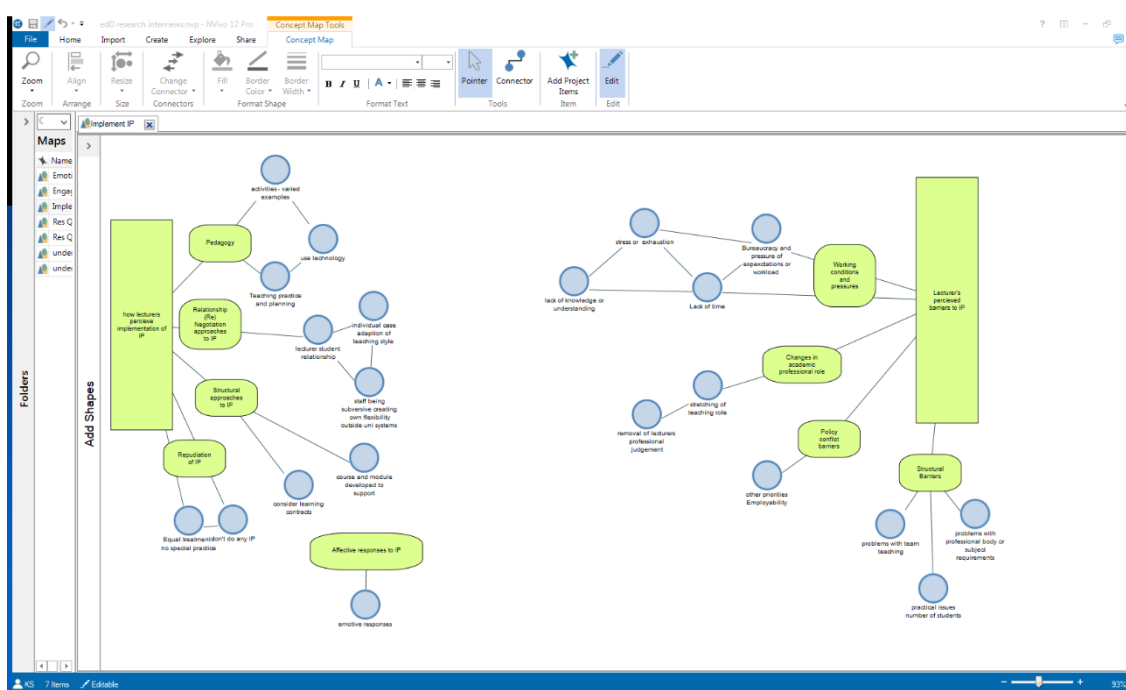 edD research interviews.nvp - NVivo 12 Pro
Concept Map Tools
File Home Import Create Explore Share Concept Map
Zoom
Align
Resize
Change
Connector
Fill
Border
Color
Border
Width
B I U A
Pointer
Connector
Add Project
Items
Edit
Zoom
Arrange
Size
Connectors
Format Shape
Format Text
Tools
Item
Edit
Implement IP
Maps
Name
Emoti
Engag
Imple
Res Q
Res Q
under
under
Folders
Add Shapes
how lecturers
percieve
implementation of
IP
Pedagogy
activities - varied
examples
use technology
Teaching practice
and planning
Relationship
(Re)
Negotiation
approaches
to IP
lecturer student
relationship
individual case
adaption of
teaching style
staff being
subversive creating
own flexibility
outside uni systems
Structural
approaches
to IP
course and module
developed to
support
consider learning
contracts
Repudiation
of IP
Equal treatment
no special practice
don't do any IP
Affective responses to IP
emotive responses
stress or exhaustion
Bureaucracy and
pressure of
expexctations or
workload
lack of knowledge or
understanding
Lack of time
Working
conditions
and
pressures
Lecturer's
percieved
barriers to IP
Changes in
academic
professional role
stretching of
teaching role
removal of lecturers
professional
judgement
Policy
conflict
barriers
other priorities
Employability
Structural
Barriers
problems with team
teaching
problems with
professional body or
subject
requirements
practical issues
number of students
KS 7 Items Editable
93%